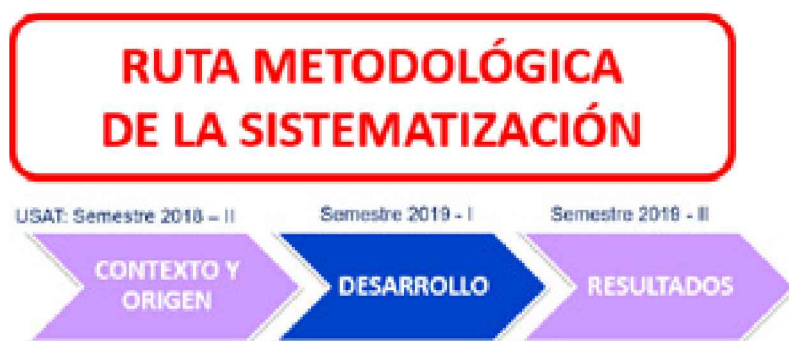 RUTA METODOLÓGICA
DE LA SISTEMATIZACIÓN
USAT: Semestre 2018 – II
Semestre 2019 - I
Semestre 2019 - II
CONTEXTO Y
ORIGEN
DESARROLLO
RESULTADOS